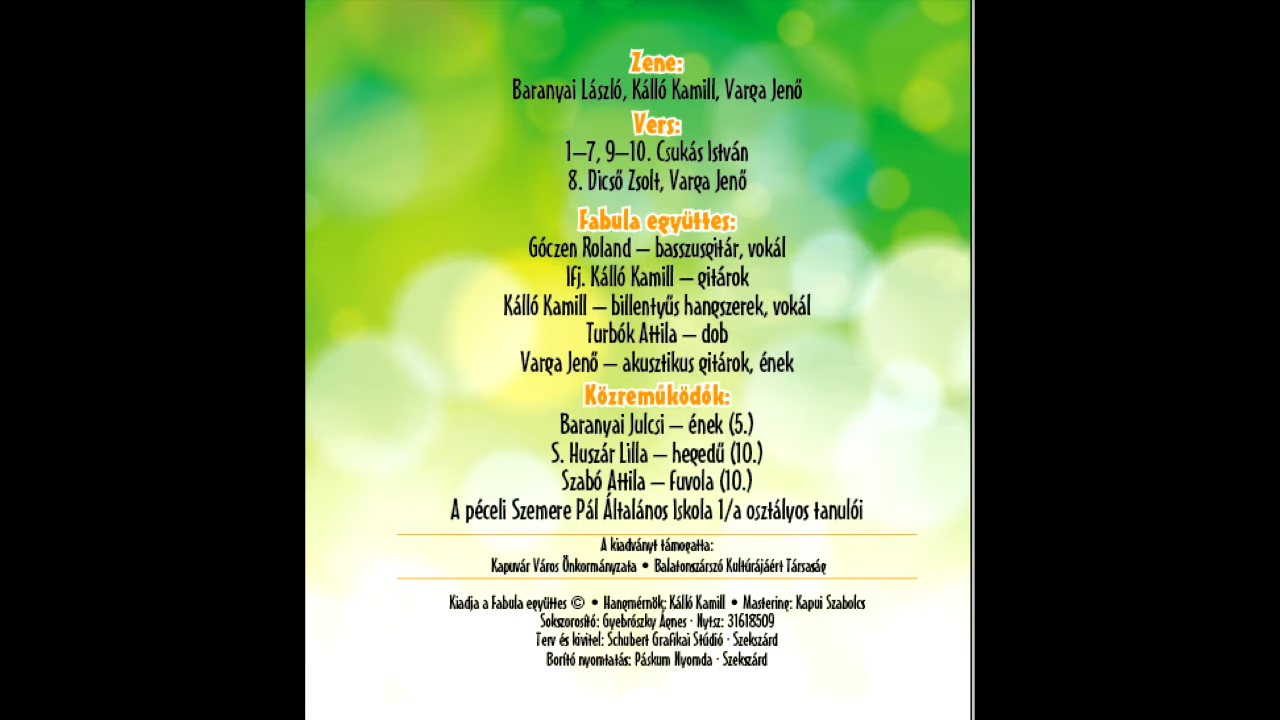 Zene:
Baranyai László, Kálló Kamill, Varga Jenő
Vers:
1–7, 9–10. Csukás István
8. Dicső Zsolt, Varga Jenő
Fabula együttes:
Góczen Roland – basszusgitár, vokál
Ifj. Kálló Kamill – gitárok
Kálló Kamill – billentyűs hangszerek, vokál
Turbók Attila – dob
Varga Jenő – akusztikus gitárok, ének
Közreműködők:
Baranyai Julcsi – ének (5.)
S. Huszár Lilla – hegedű (10.)
Szabó Attila – fuvola (10.)
A péceli Szemere Pál Általános Iskola 1/a osztályos tanulói
A kiadványt támogatta:
Kapuvár Város Önkormányzata • Balatonszárszó Kultúrájáért Társaság
Kiadja a Fabula együttes © • Hangmérnök: Kálló Kamill • Mastering: Kapui Szabolcs
Sokszorosító: Gyebrószky Ágnes · Nytsz: 31618509
Terv és kivitel: Schubert Grafikai Stúdió · Szekszárd
Borító nyomtatás: Páskum Nyomda · Szekszárd